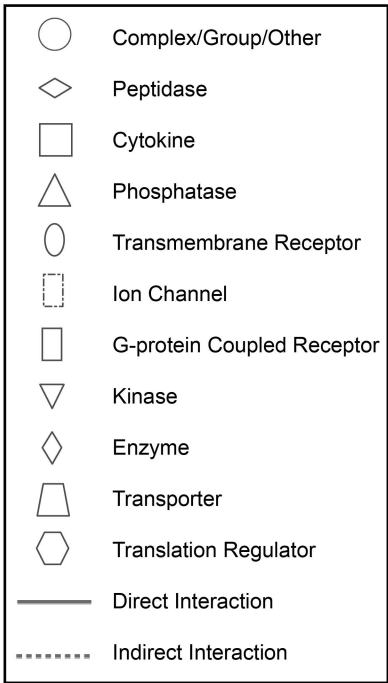 Complex/Group/Other
Peptidase
Cytokine
Phosphatase
Transmembrane Receptor
Ion Channel
G-protein Coupled Receptor
Kinase
Enzyme
Transporter
Translation Regulator
Direct Interaction
Indirect Interaction